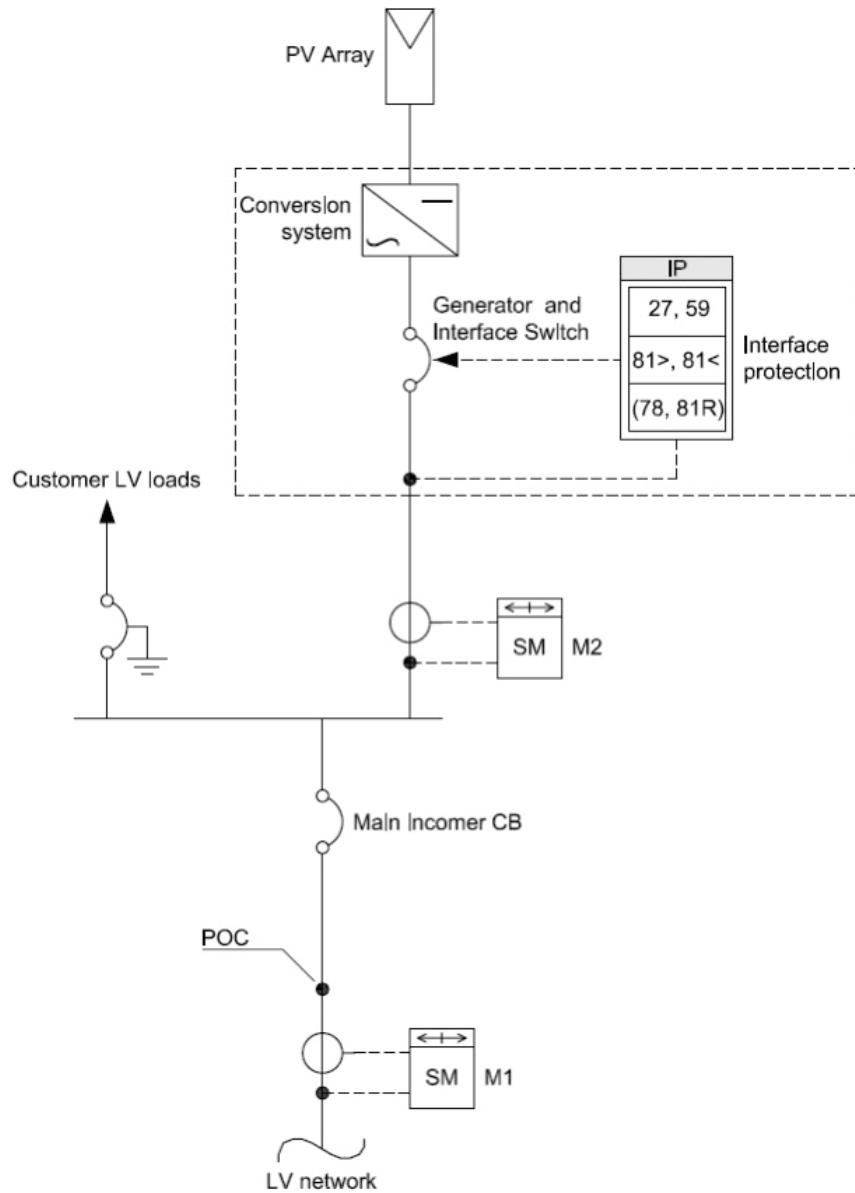 PV Array
Conversion
system
Generator and
Interface Switch
IP
27, 59
81>, 81<
(78, 81R)
Interface
protection
Customer LV loads
SM
M2
Main Incomer CB
POC
SM
M1
LV network